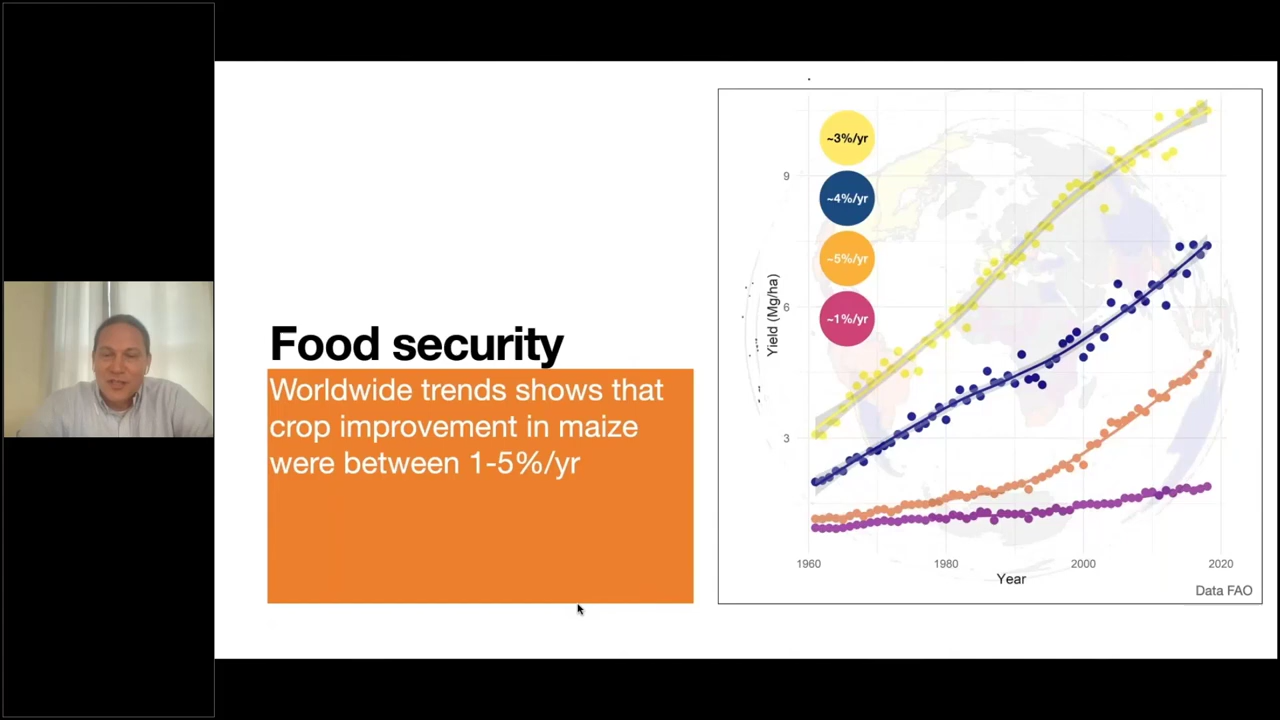 Food security
Worldwide trends shows that
crop improvement in maize
were between 1-5%/yr
~3%/yr
~4%/yr
~5%/yr
~1%/yr
Yield (Mg/ha)
9
6
3
1960
1980
2000
2020
Year
Data FAO